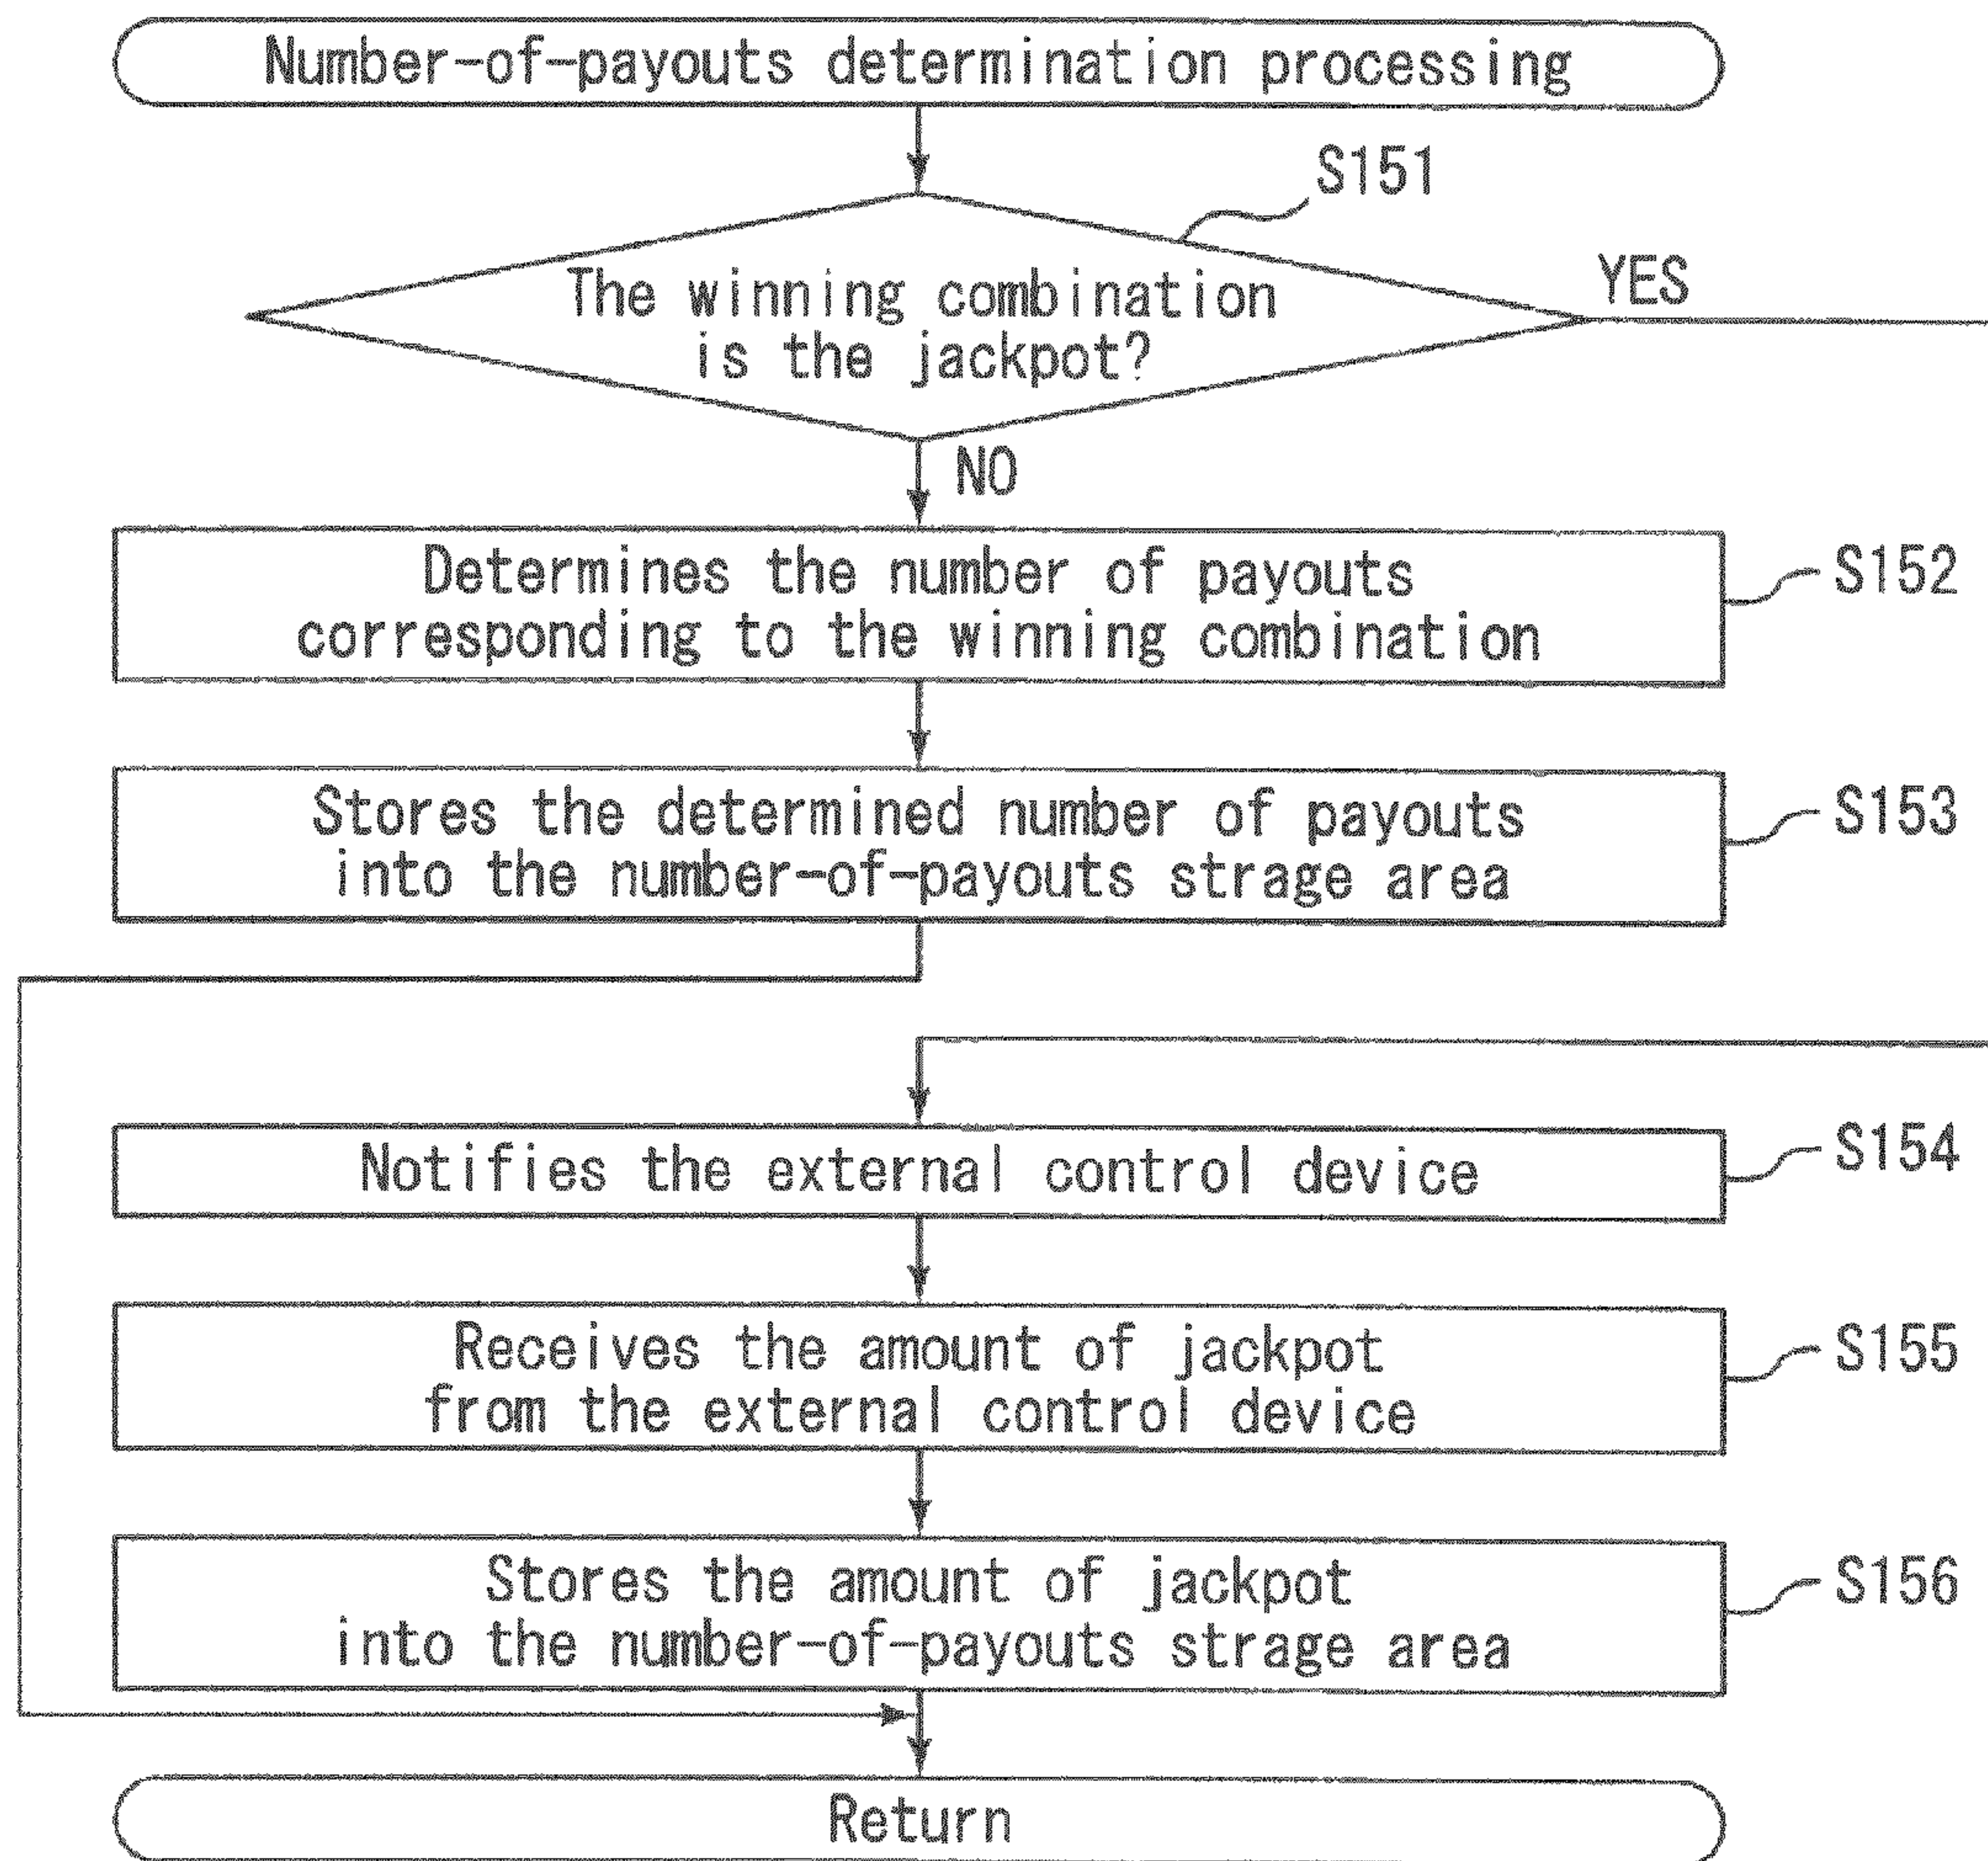 Number-of-payouts determination processing
S151
The winning combination
is the jackpot?
YES
NO
Determines the number of payouts
corresponding to the winning combination
S152
Stores the determined number of payouts
into the number-of-payouts strage area
S153
Notifies the external control device
S154
Receives the amount of jackpot
from the external control device
S155
Stores the amount of jackpot
into the number-of-payouts strage area
S156
Return